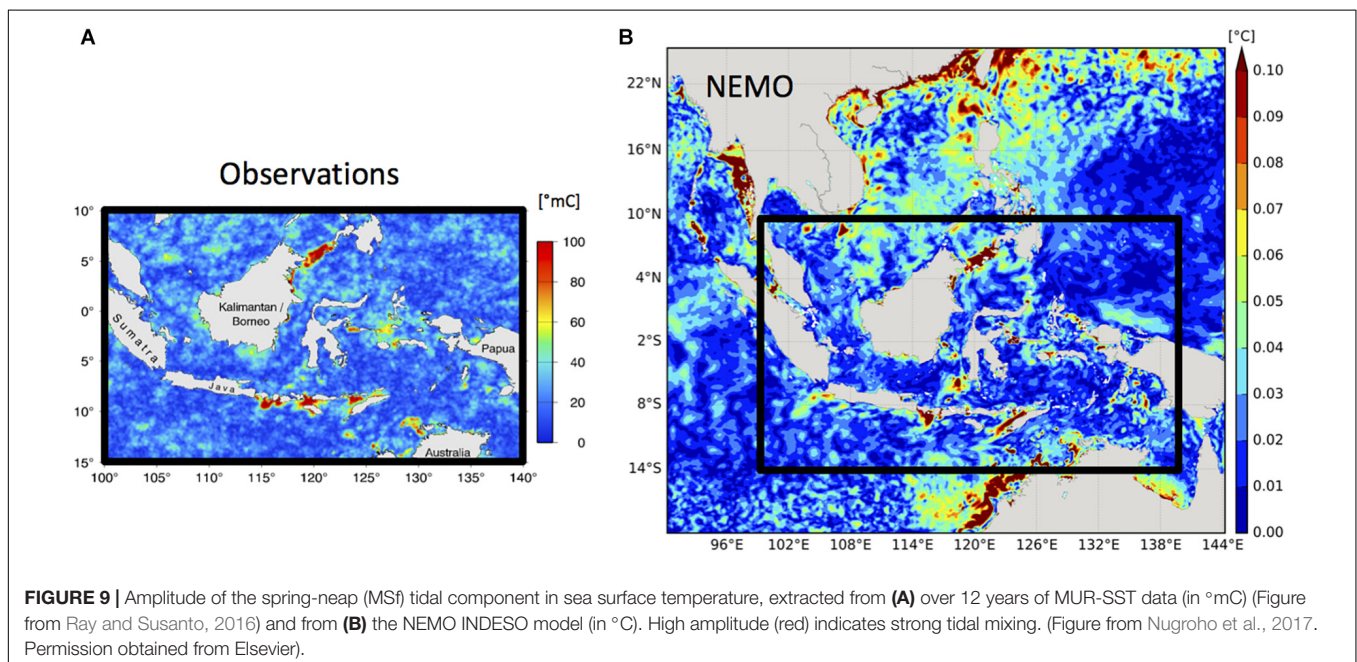 A
Observations
[°mC]
10°
5°
0°
5°
10°
15°
100 105 110 115 120 125 130 135 140°
Kalimantan /
Borneo
Sumatra
Java
Papua
Australia
100
80
60
40
20
0
B
NEMO
[°C]
22°N
16°N
10°N
4°N
2°S
8°S
14°S
96°E 102°E 108°E 114°E 120°E 126°E 132°E 138°E 144°E
0.10
0.09
0.08
0.07
0.06
0.05
0.04
0.03
0.02
0.01
0.00
FIGURE 9 | Amplitude of the spring-neap (MSf) tidal component in sea surface temperature, extracted from (A) over 12 years of MUR-SST data (in °mC) (Figure
from Ray and Susanto, 2016) and from (B) the NEMO INDESO model (in °C). High amplitude (red) indicates strong tidal mixing. (Figure from Nugroho et al., 2017.
Permission obtained from Elsevier).